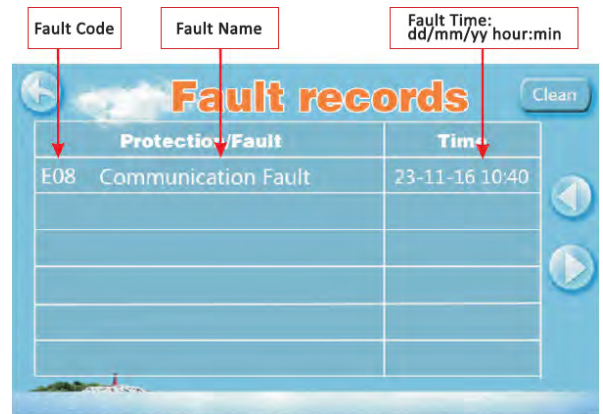 Fault Code
Fault Name
Fault Time:
dd/mm/yy hour:min
Fault records
Clean
Protection/Fault
Time
E08 Communication Fault
23-11-16 10:40